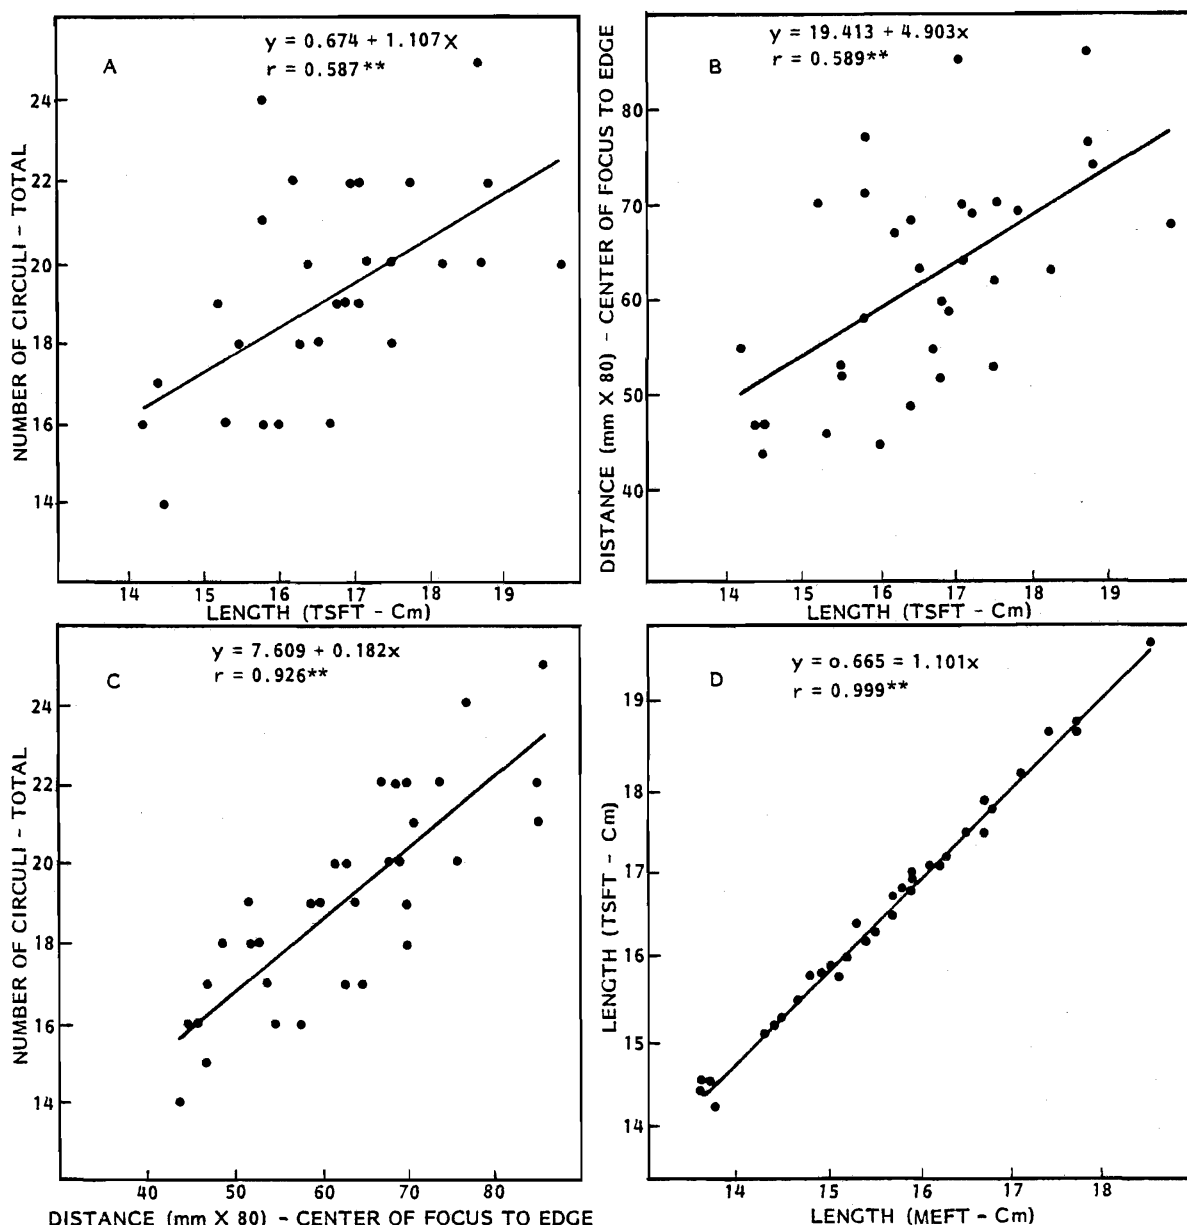 A
y = 0.674 + 1.107X
r = 0.587**
NUMBER OF CIRCULI - TOTAL
24
22
20
18
16
14
14 15 16 17 18 19
LENGTH (TSFT - Cm)
B
y = 19.413 + 4.903x
r = 0.589**
DISTANCE (mm X 80) - CENTER OF FOCUS TO EDGE
80
70
60
50
40
14 15 16 17 18 19
LENGTH (TSFT - Cm)
C
y = 7.609 + 0.182x
r = 0.926**
NUMBER OF CIRCULI - TOTAL
24
22
20
18
16
14
40 50 60 70 80
DISTANCE (mm X 80) - CENTER OF FOCUS TO EDGE
D
y = 0.665 = 1.101x
r = 0.999**
LENGTH (TSFT - Cm)
19
18
17
16
15
14
14 15 16 17 18
LENGTH (MEFT - Cm)